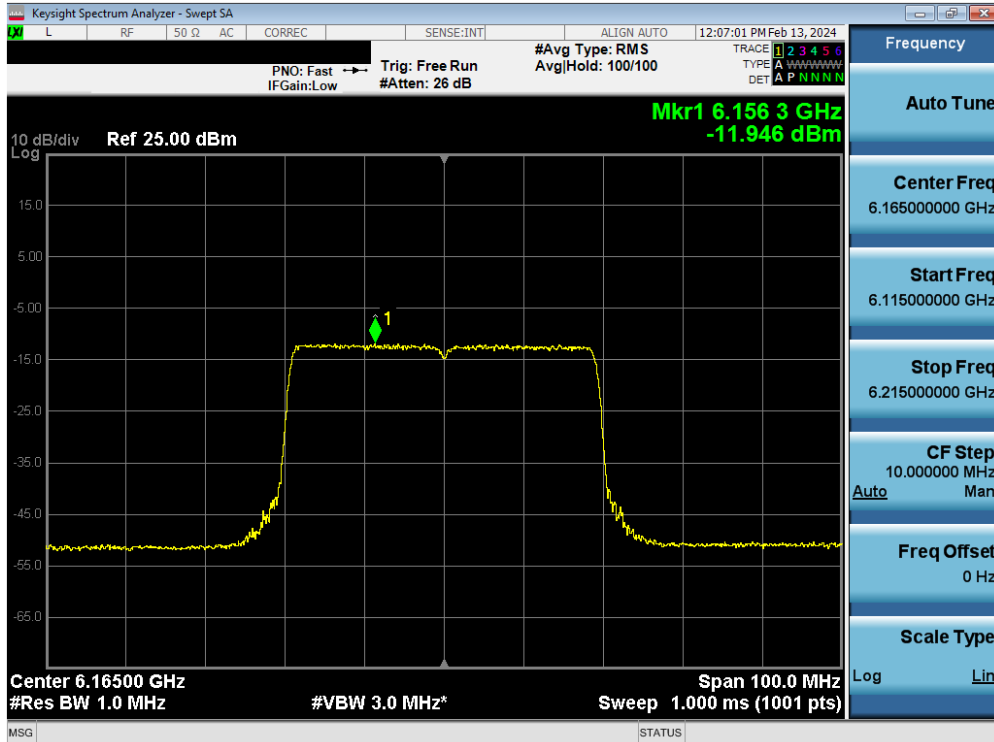 Keysight Spectrum Analyzer - Swept SA
LXI L RF 50 Ω AC CORREC SENSE:INT ALIGN AUTO 12:07:01 PM Feb 13, 2024
PNO: Fast
IFGain:Low
Trig: Free Run
#Atten: 26 dB
#Avg Type: RMS
Avg|Hold: 100/100
TRACE 1 2 3 4 5 6
TYPE A WWWWW
DET A P N N N N
Mkr1 6.156 3 GHz
-11.946 dBm
10 dB/div Ref 25.00 dBm
Log
15.0
5.00
-5.00
1
-15.0
-25.0
-35.0
-45.0
-55.0
-65.0
Center 6.16500 GHz Span 100.0 MHz
#Res BW 1.0 MHz #VBW 3.0 MHz* Sweep 1.000 ms (1001 pts)
MSG STATUS
Frequency
Auto Tune
Center Freq
6.165000000 GHz
Start Freq
6.115000000 GHz
Stop Freq
6.215000000 GHz
CF Step
10.000000 MHz
Auto Man
Freq Offset
0 Hz
Scale Type
Log Lin